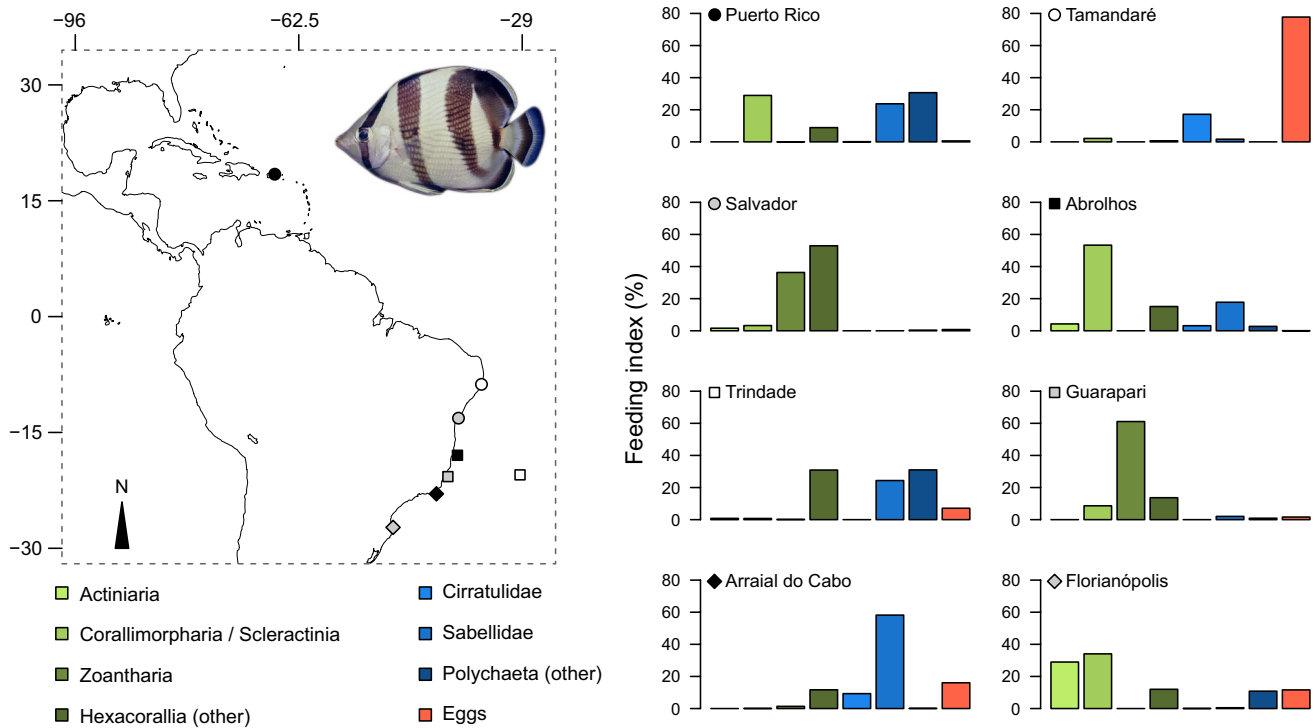 −96 −62.5 −29
30
15
0
−15
−30
N
Actiniaria
Corallimorpharia / Scleractinia
Zoantharia
Hexacorallia (other)
Cirratulidae
Sabellidae
Polychaeta (other)
Eggs
Feeding index (%)
Puerto Rico
80
60
40
20
0
Tamandaré
80
60
40
20
0
Salvador
80
60
40
20
0
Abrolhos
80
60
40
20
0
Trindade
80
60
40
20
0
Guarapari
80
60
40
20
0
Arraial do Cabo
80
60
40
20
0
Florianópolis
80
60
40
20
0